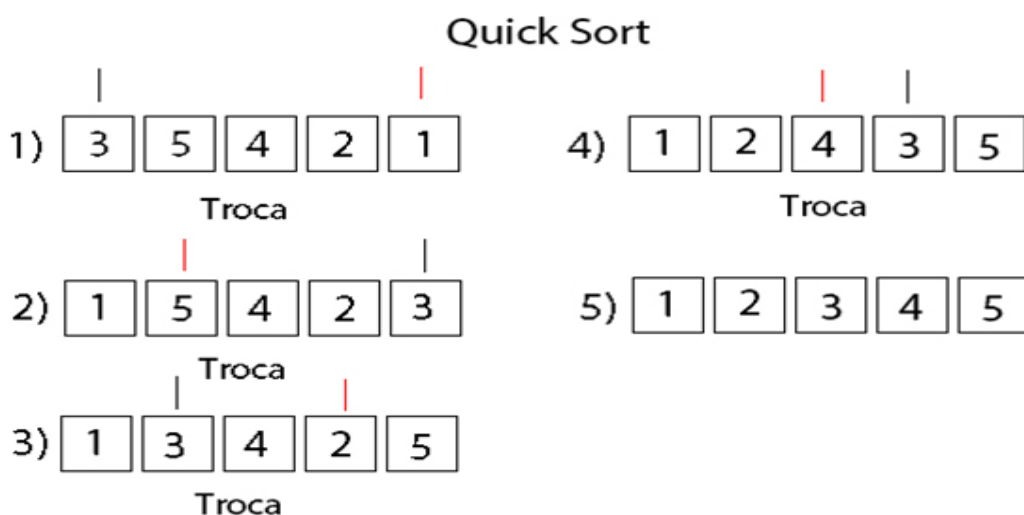 Quick Sort
1) 3 5 4 2 1
Troca
2) 1 5 4 2 3
Troca
3) 1 3 4 2 5
Troca
4) 1 2 4 3 5
Troca
5) 1 2 3 4 5